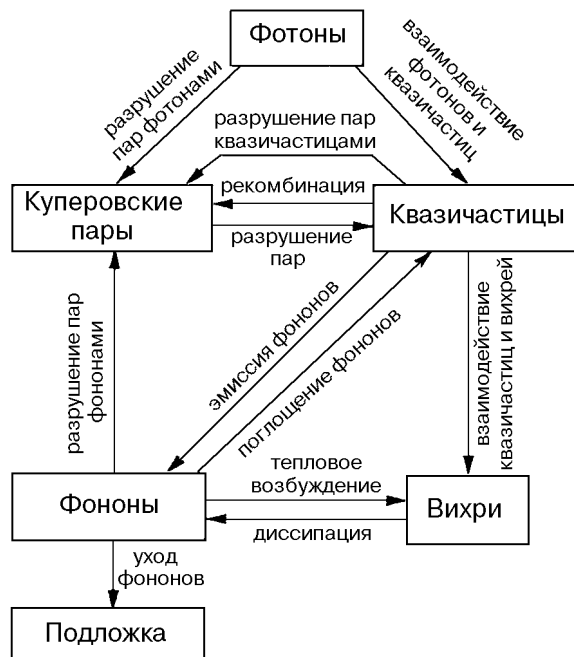 Фотоны
разрушение
пар фотонами
взаимодействие
фотонов и
квазичастиц
разрушение пар
квазичастицами
Куперовские
пары
рекомбинация
Квазичастицы
разрушение
пар
разрушение пар
фононами
эмиссия фононов
поглощение фононов
взаимодействие
квазичастиц и вихрей
Фононы
тепловое
возбуждение
Вихри
диссипация
уход
фононов
Подложка